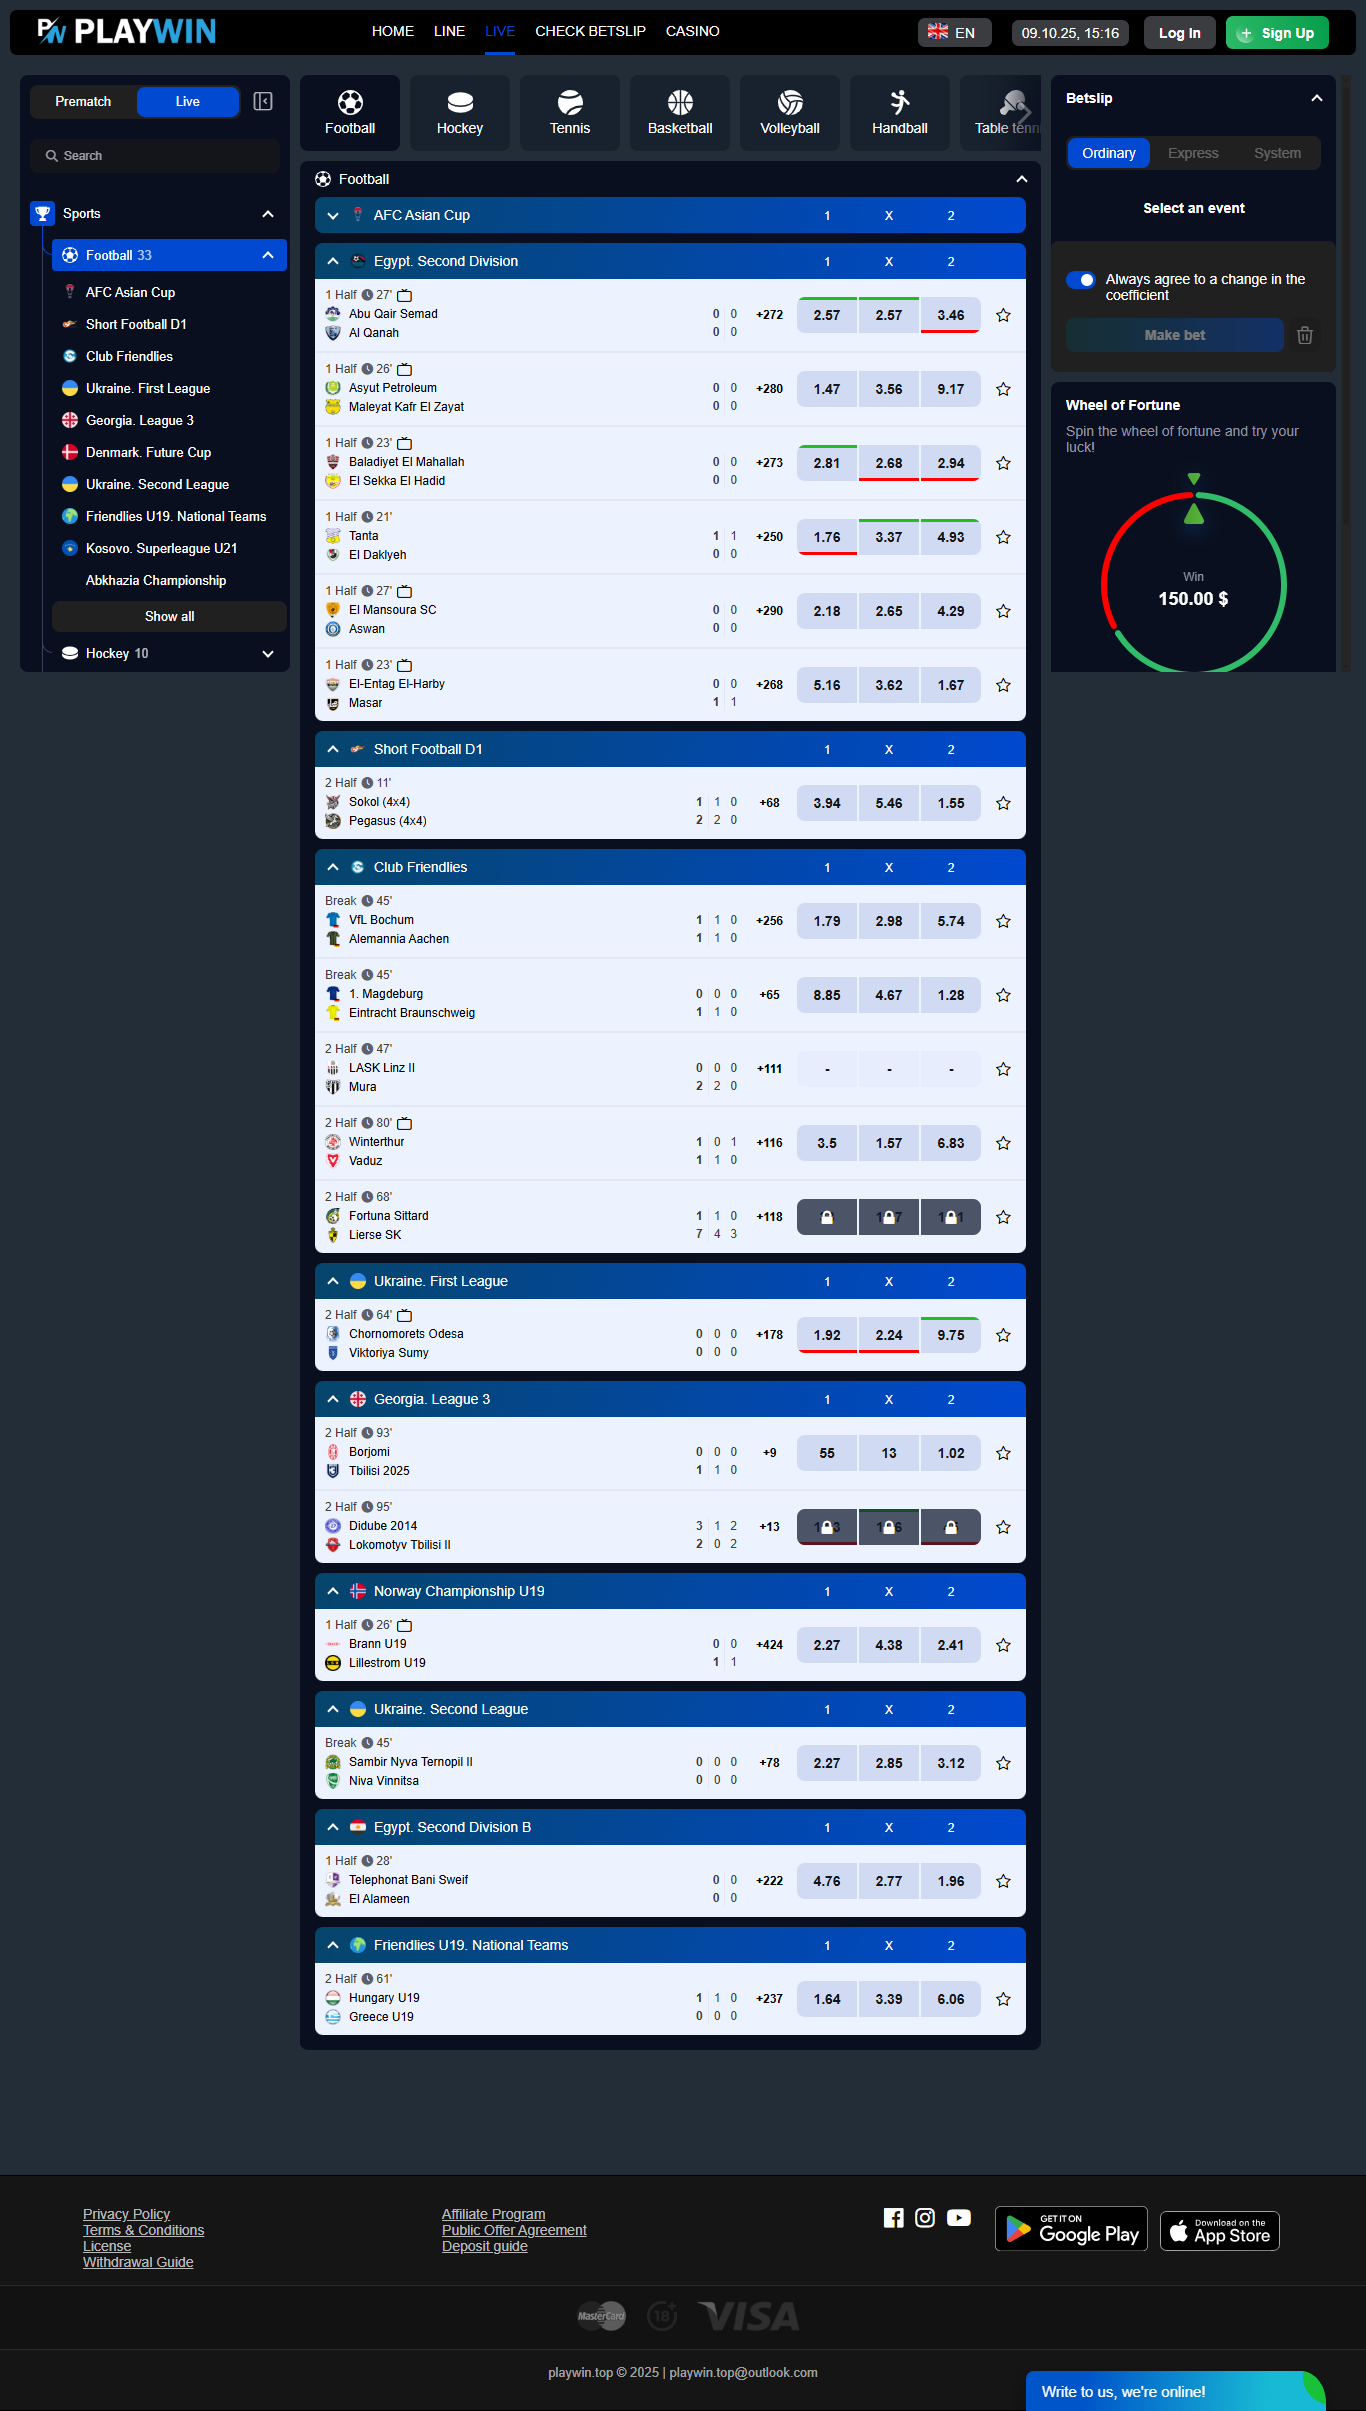 PLAYWIN
HOME LINE LIVE CHECK BETSLIP CASINO
EN 09.10.25, 15:16 Log In Sign Up
Prematch Live
Search
Sports
Football 33
AFC Asian Cup
Short Football D1
Club Friendlies
Ukraine. First League
Georgia. League 3
Denmark. Future Cup
Ukraine. Second League
Friendlies U19. National Teams
Kosovo. Superleague U21
Abkhazia Championship
Show all
Hockey 10
Football Hockey Tennis Basketball Volleyball Handball Table
Football
AFC Asian Cup 1 X 2
Egypt. Second Division 1 X 2
1 Half 27'
Abu Qair Semad 0 0
Al Qanah 0 0
+272 2.57 2.57 3.46
1 Half 26'
Asyut Petroleum 0 0
Maleyat Kafr El Zayat 0 0
+280 1.47 3.56 9.17
1 Half 23'
Baladiyet El Mahallah 0 0
El Sekka El Hadid 0 0
+273 2.81 2.68 2.94
1 Half 21'
Tanta 1 1
El Daklyeh 0 0
+250 1.76 3.37 4.93
1 Half 27'
El Mansoura SC 0 0
Aswan 0 0
+290 2.18 2.65 4.29
1 Half 23'
El-Entag El-Harby 0 0
Masar 1 1
+268 5.16 3.62 1.67
Short Football D1 1 X 2
2 Half 11'
Sokol (4x4) 1 1 0
Pegasus (4x4) 2 2 0
+68 3.94 5.46 1.55
Club Friendlies 1 X 2
Break 45'
VfL Bochum 1 1 0
Alemannia Aachen 1 1 0
+256 1.79 2.98 5.74
Break 45'
1. Magdeburg 0 0 0
Eintracht Braunschweig 1 1 0
+65 8.85 4.67 1.28
2 Half 47'
LASK Linz II 0 0 0
Mura 2 2 0
+111 - - -
2 Half 80'
Winterthur 1 0 1
Vaduz 1 1 0
+116 3.5 1.57 6.83
2 Half 68'
Fortuna Sittard 1 1 0
Lierse SK 7 4 3
+118
Ukraine. First League 1 X 2
2 Half 64'
Chornomorets Odesa 0 0 0
Viktoriya Sumy 0 0 0
+178 1.92 2.24 9.75
Georgia. League 3 1 X 2
2 Half 93'
Borjomi 0 0 0
Tbilisi 2025 1 1 0
+9 55 13 1.02
2 Half 95'
Didube 2014 3 1 2
Lokomotyv Tbilisi II 2 0 2
+13
Norway Championship U19 1 X 2
1 Half 26'
Brann U19 0 0
Lillestrom U19 1 1
+424 2.27 4.38 2.41
Ukraine. Second League 1 X 2
Break 45'
Sambir Nyva Ternopil II 0 0 0
Niva Vinnitsa 0 0 0
+78 2.27 2.85 3.12
Egypt. Second Division B 1 X 2
1 Half 28'
Telephonat Bani Sweif 0 0
El Alameen 0 0
+222 4.76 2.77 1.96
Friendlies U19. National Teams 1 X 2
2 Half 61'
Hungary U19 1 1 0
Greece U19 0 0 0
+237 1.64 3.39 6.06
Betslip
Ordinary Express System
Select an event
Always agree to a change in the
coefficient
Make bet
Wheel of Fortune
Spin the wheel of fortune and try your
luck!
Win
150.00 $
Privacy Policy
Terms & Conditions
License
Withdrawal Guide
Affiliate Program
Public Offer Agreement
Deposit guide
GET IT ON
Google Play
Download on the
App Store
MasterCard 18+ VISA
playwin.top © 2025 | playwin.top@outlook.com
Write to us, we're online!